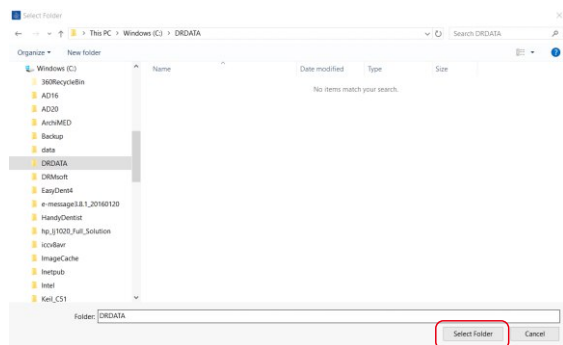 Select Folder
This PC > Windows (C:) > DRDATA
Search DRDATA
Organize
New folder
Windows (C:)
Name
Date modified
Type
Size
360RecycleBin
No items match your search.
AD16
AD20
ArchiMED
Backup
data
DRDATA
DRMsoft
EasyDent4
e-message3.8.1_20160120
HandyDentist
hp_lj1020_Full_Solution
iccv8avr
ImageCache
Inetpub
Intel
Keil_C51
Folder: DRDATA
Select Folder
Cancel